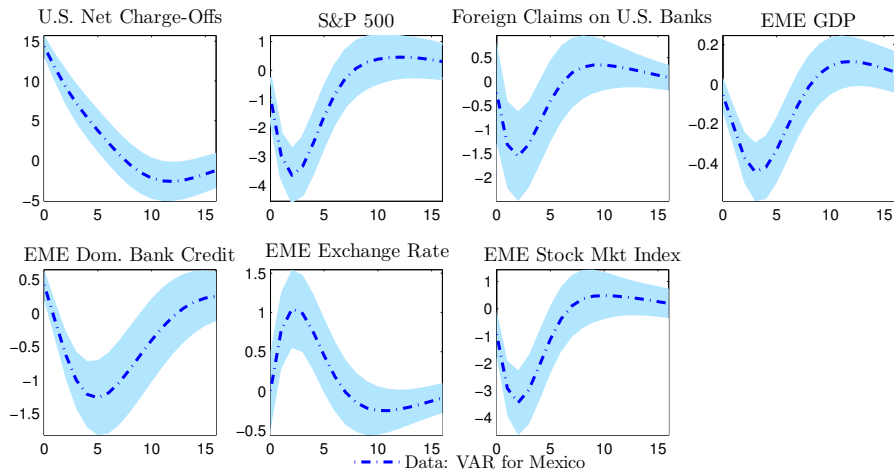 U.S. Net Charge-Offs
15
10
5
0
−5
0 5 10 15
S&P 500
1
0
−1
−2
−3
−4
0 5 10 15
Foreign Claims on U.S. Banks
0.5
0
−0.5
−1
−1.5
−2
0 5 10 15
EME GDP
0.2
0
−0.2
−0.4
0 5 10 15
EME Dom. Bank Credit
0.5
0
−0.5
−1
−1.5
0 5 10 15
EME Exchange Rate
1.5
1
0.5
0
−0.5
0 5 10 15
EME Stock Mkt Index
1
0
−1
−2
−3
−4
0 5 10 15
Data: VAR for Mexico